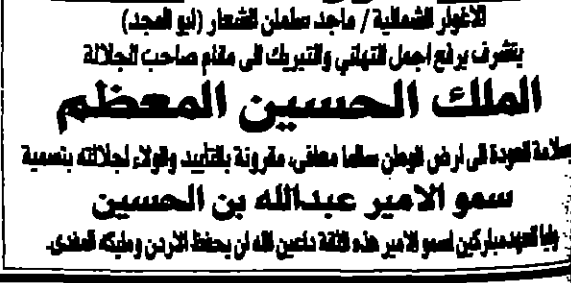 الاغوار الشمالية / ماجد سلمان الشعار (ابو المجد)
يتشرف برفع اجمل التهاني والتبريك الى مقام صاحب الجلالة
الملك الحسين المعظم
بسلامة العودة الى ارض الوطن سالما معافى، مقرونة بالتأييد والولاء لجلالته بتسمية
سمو الامير عبدالله بن الحسين
وليا للعهد مباركين لسمو الامير هذه الثقة داعين الله ان يحفظ الاردن ومليكه المفدى.